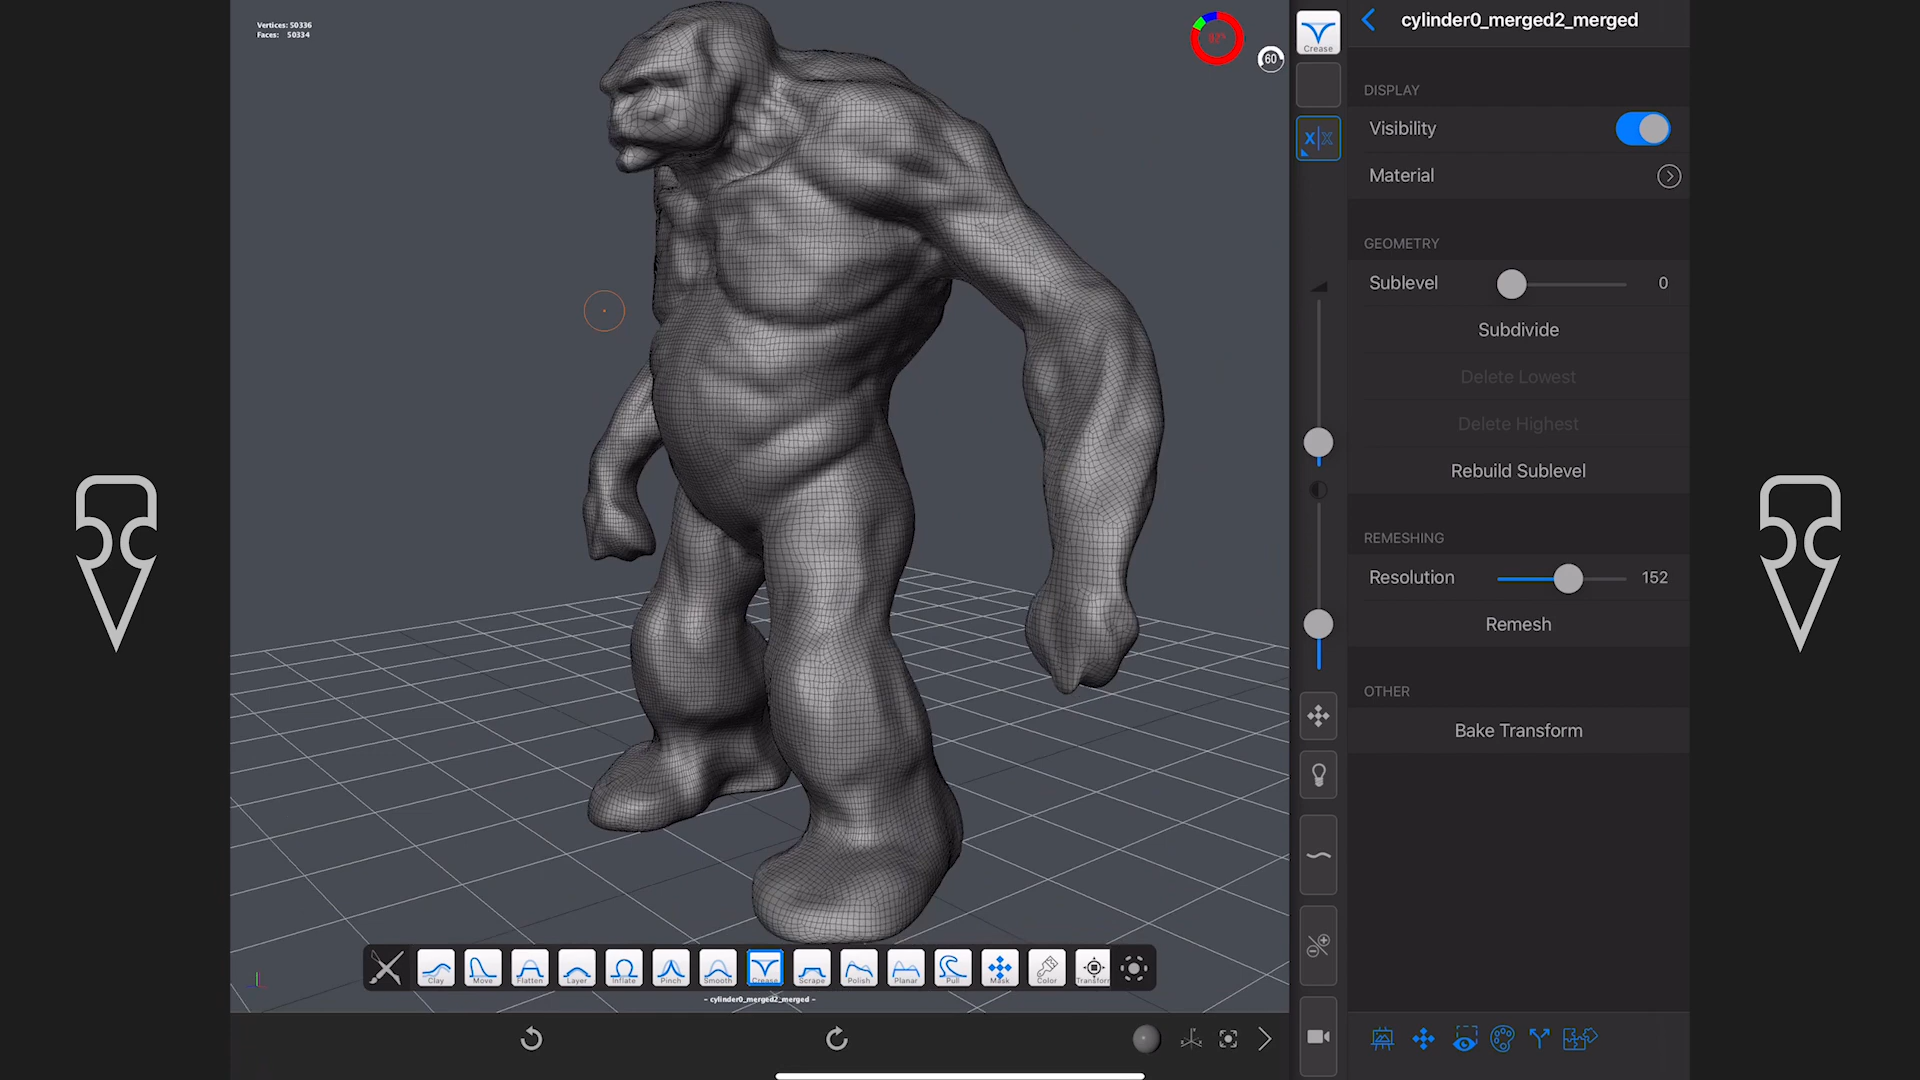 Vertices: 50336
Faces: 50334
60
Crease
X|X
cylinder0_merged2_merged
DISPLAY
Visibility
Material
GEOMETRY
Sublevel 0
Subdivide
Delete Lowest
Delete Highest
Rebuild Sublevel
REMESHING
Resolution 152
Remesh
OTHER
Bake Transform
Clay Move Flatten Layer Inflate Pinch Smooth Crease Scrape Polish Planar Pull Mask Color Transform
~ cylinder0_merged2_merged ~